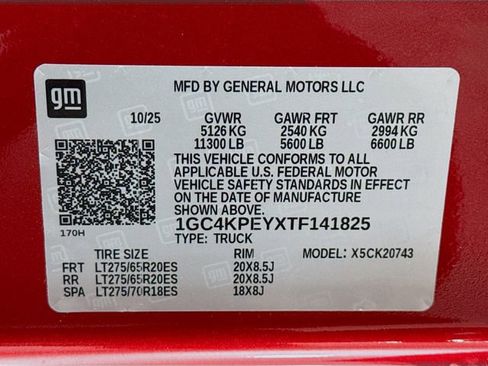 gm
MFD BY GENERAL MOTORS LLC
10/25 GVWR GAWR FRT GAWR RR
5126 KG 2540 KG 2994 KG
11300 LB 5600 LB 6600 LB
THIS VEHICLE CONFORMS TO ALL
APPLICABLE U.S. FEDERAL MOTOR
VEHICLE SAFETY STANDARDS IN EFFECT
ON THE DATE OF MANUFACTURE
SHOWN ABOVE.
170H 1GC4KPEYXTF141825
TYPE: TRUCK
TIRE SIZE RIM MODEL: X5CK20743
FRT LT275/65R20ES 20X8.5J
RR LT275/65R20ES 20X8.5J
SPA LT275/70R18ES 18X8J